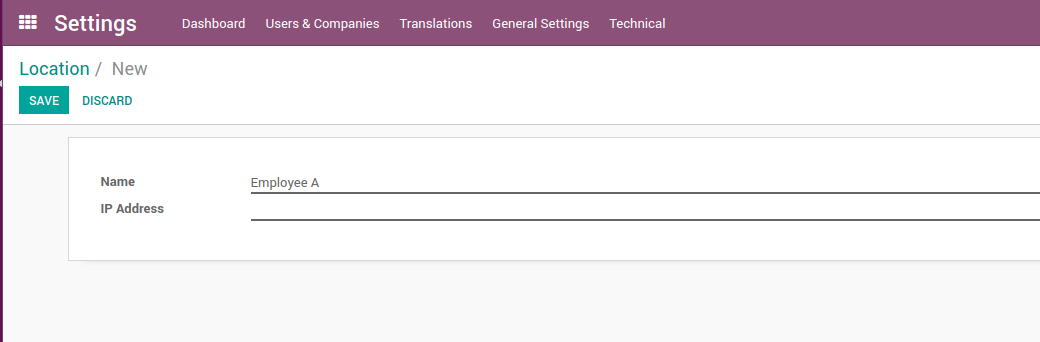 Settings Dashboard Users & Companies Translations General Settings Technical
Location / New
SAVE DISCARD
Name Employee A
IP Address